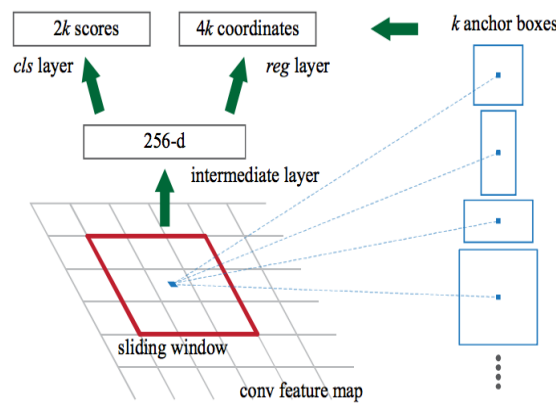 2k scores
4k coordinates
k anchor boxes
cls layer
reg layer
256-d
intermediate layer
sliding window
conv feature map